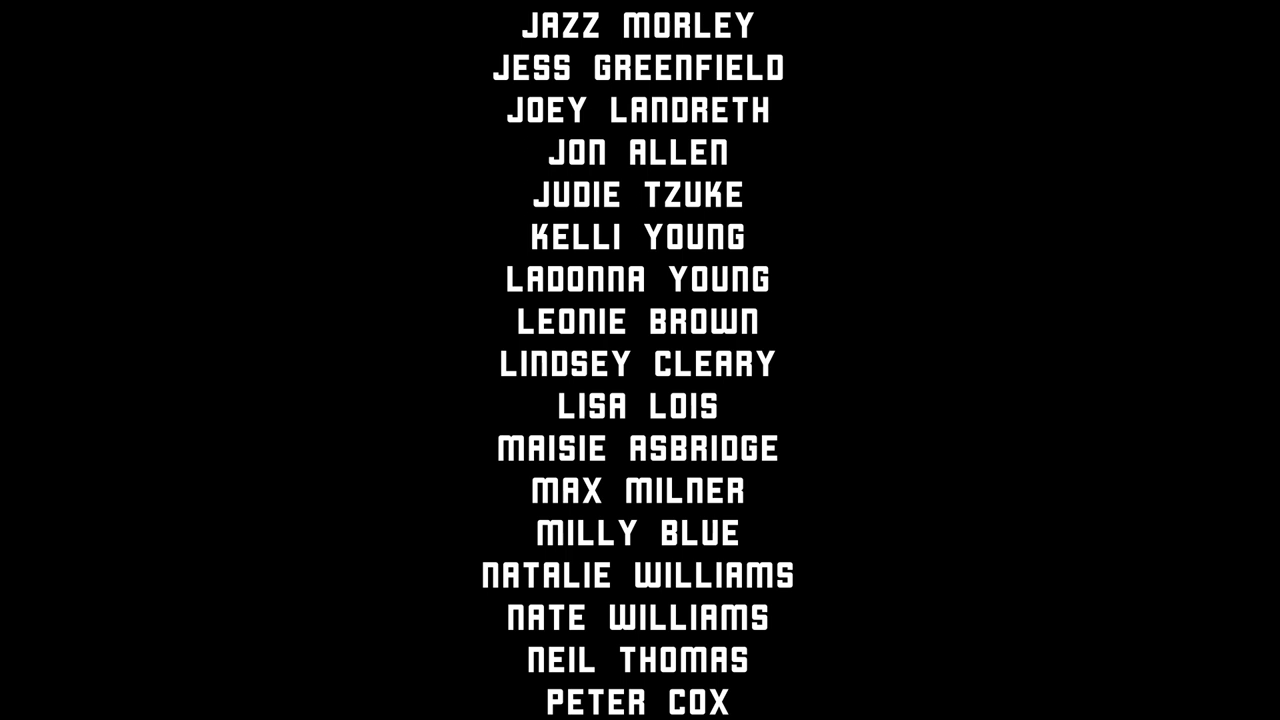 JAZZ MORLEY
JESS GREENFIELD
JOEY LANDRETH
JON ALLEN
JUDIE TZUKE
KELLI YOUNG
LADONNA YOUNG
LEONIE BROWN
LINDSEY CLEARY
LISA LOIS
MAISIE ASBRIDGE
MAX MILNER
MILLY BLUE
NATALIE WILLIAMS
NATE WILLIAMS
NEIL THOMAS
PETER COX